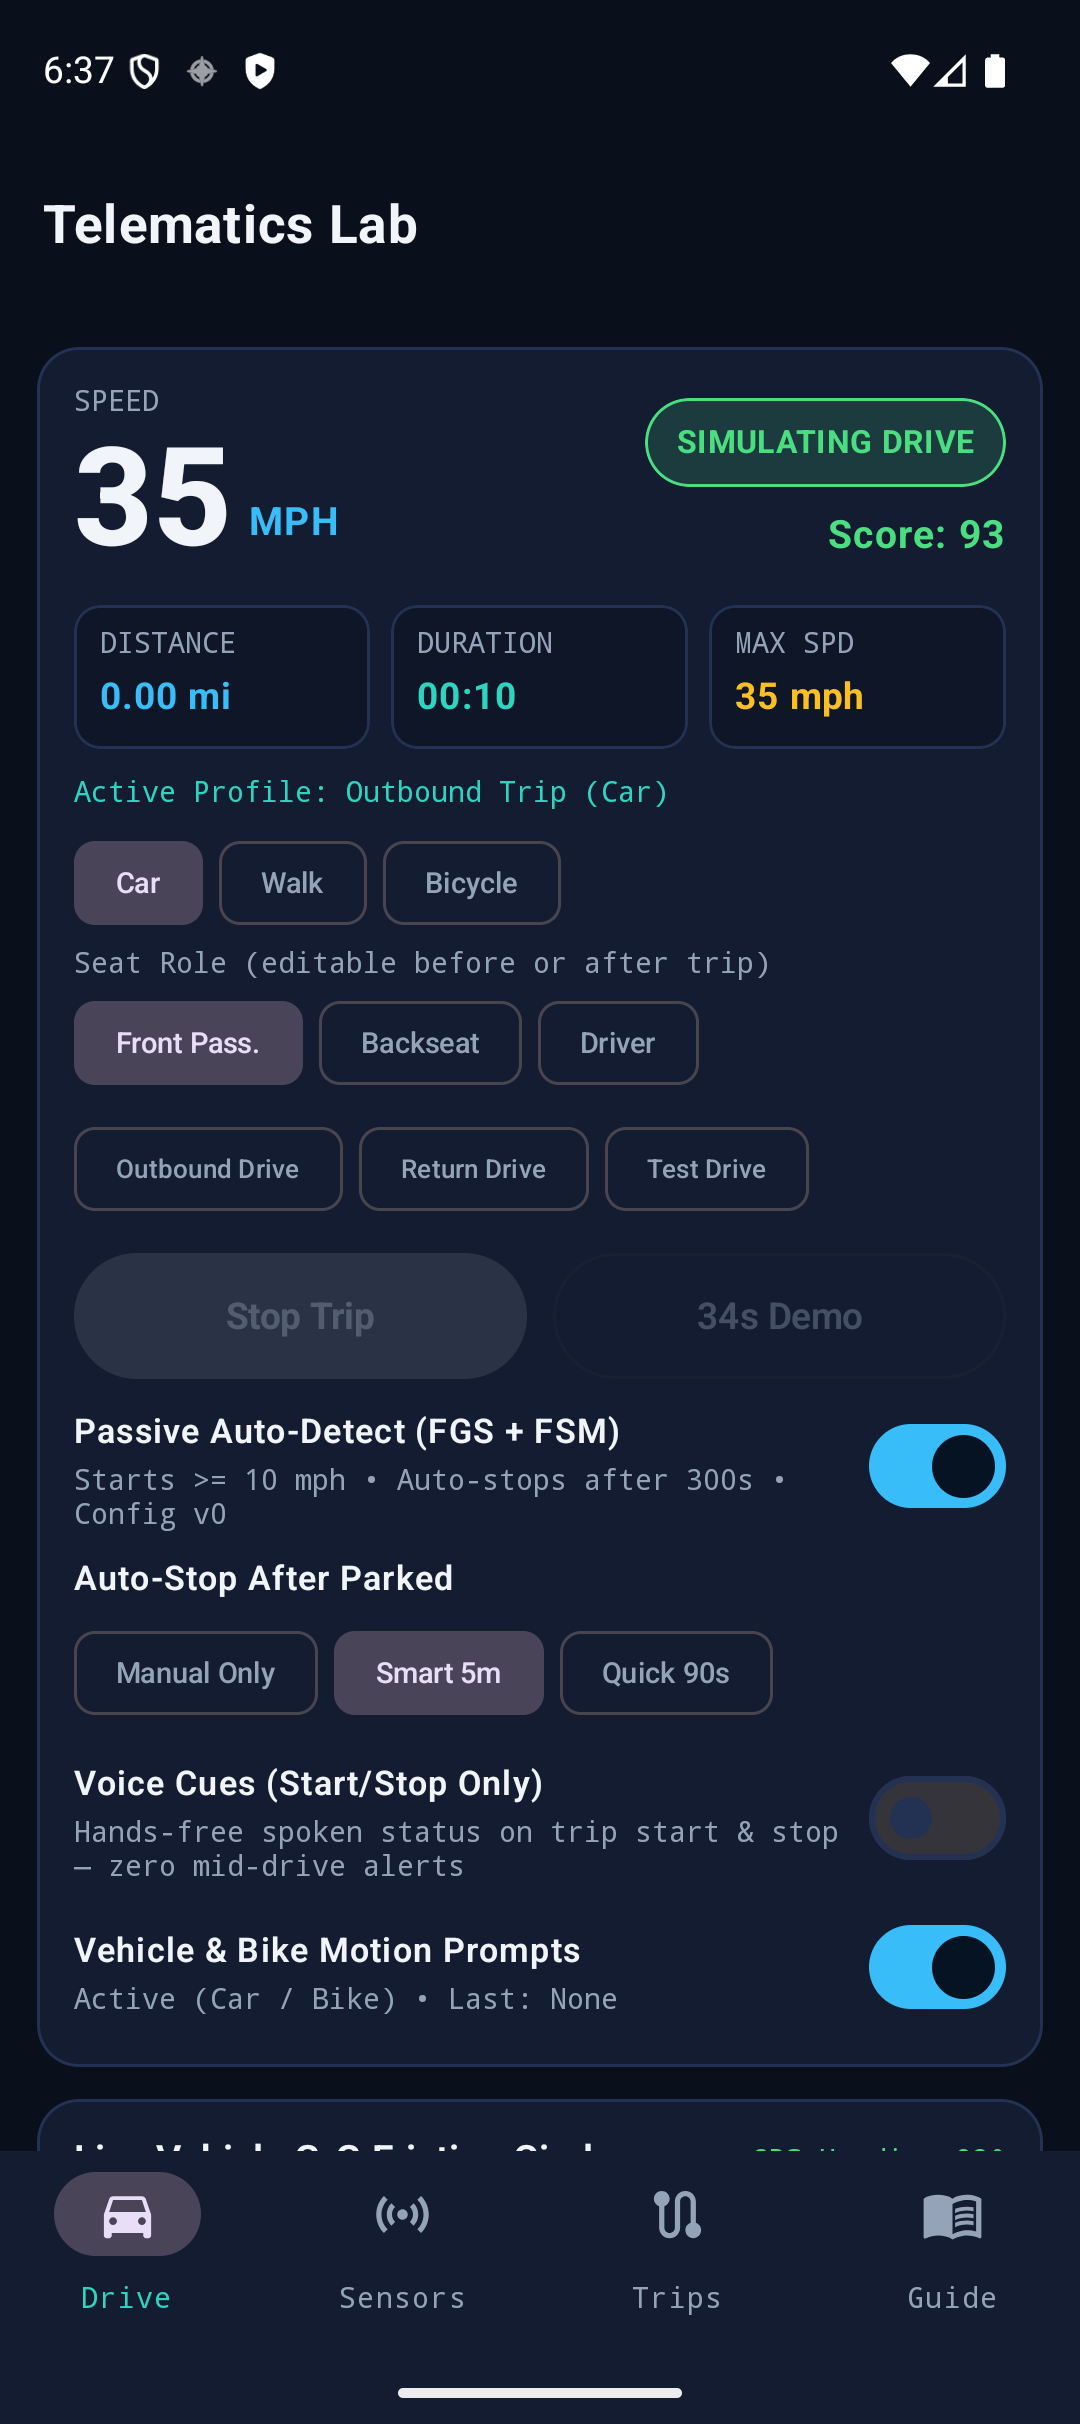 6:37
Telematics Lab
SPEED
35 MPH
SIMULATING DRIVE
Score: 93
DISTANCE
0.00 mi
DURATION
00:10
MAX SPD
35 mph
Active Profile: Outbound Trip (Car)
Car
Walk
Bicycle
Seat Role (editable before or after trip)
Front Pass.
Backseat
Driver
Outbound Drive
Return Drive
Test Drive
Stop Trip
34s Demo
Passive Auto-Detect (FGS + FSM)
Starts >= 10 mph • Auto-stops after 300s •
Config v0
Auto-Stop After Parked
Manual Only
Smart 5m
Quick 90s
Voice Cues (Start/Stop Only)
Hands-free spoken status on trip start & stop
— zero mid-drive alerts
Vehicle & Bike Motion Prompts
Active (Car / Bike) • Last: None
Drive
Sensors
Trips
Guide